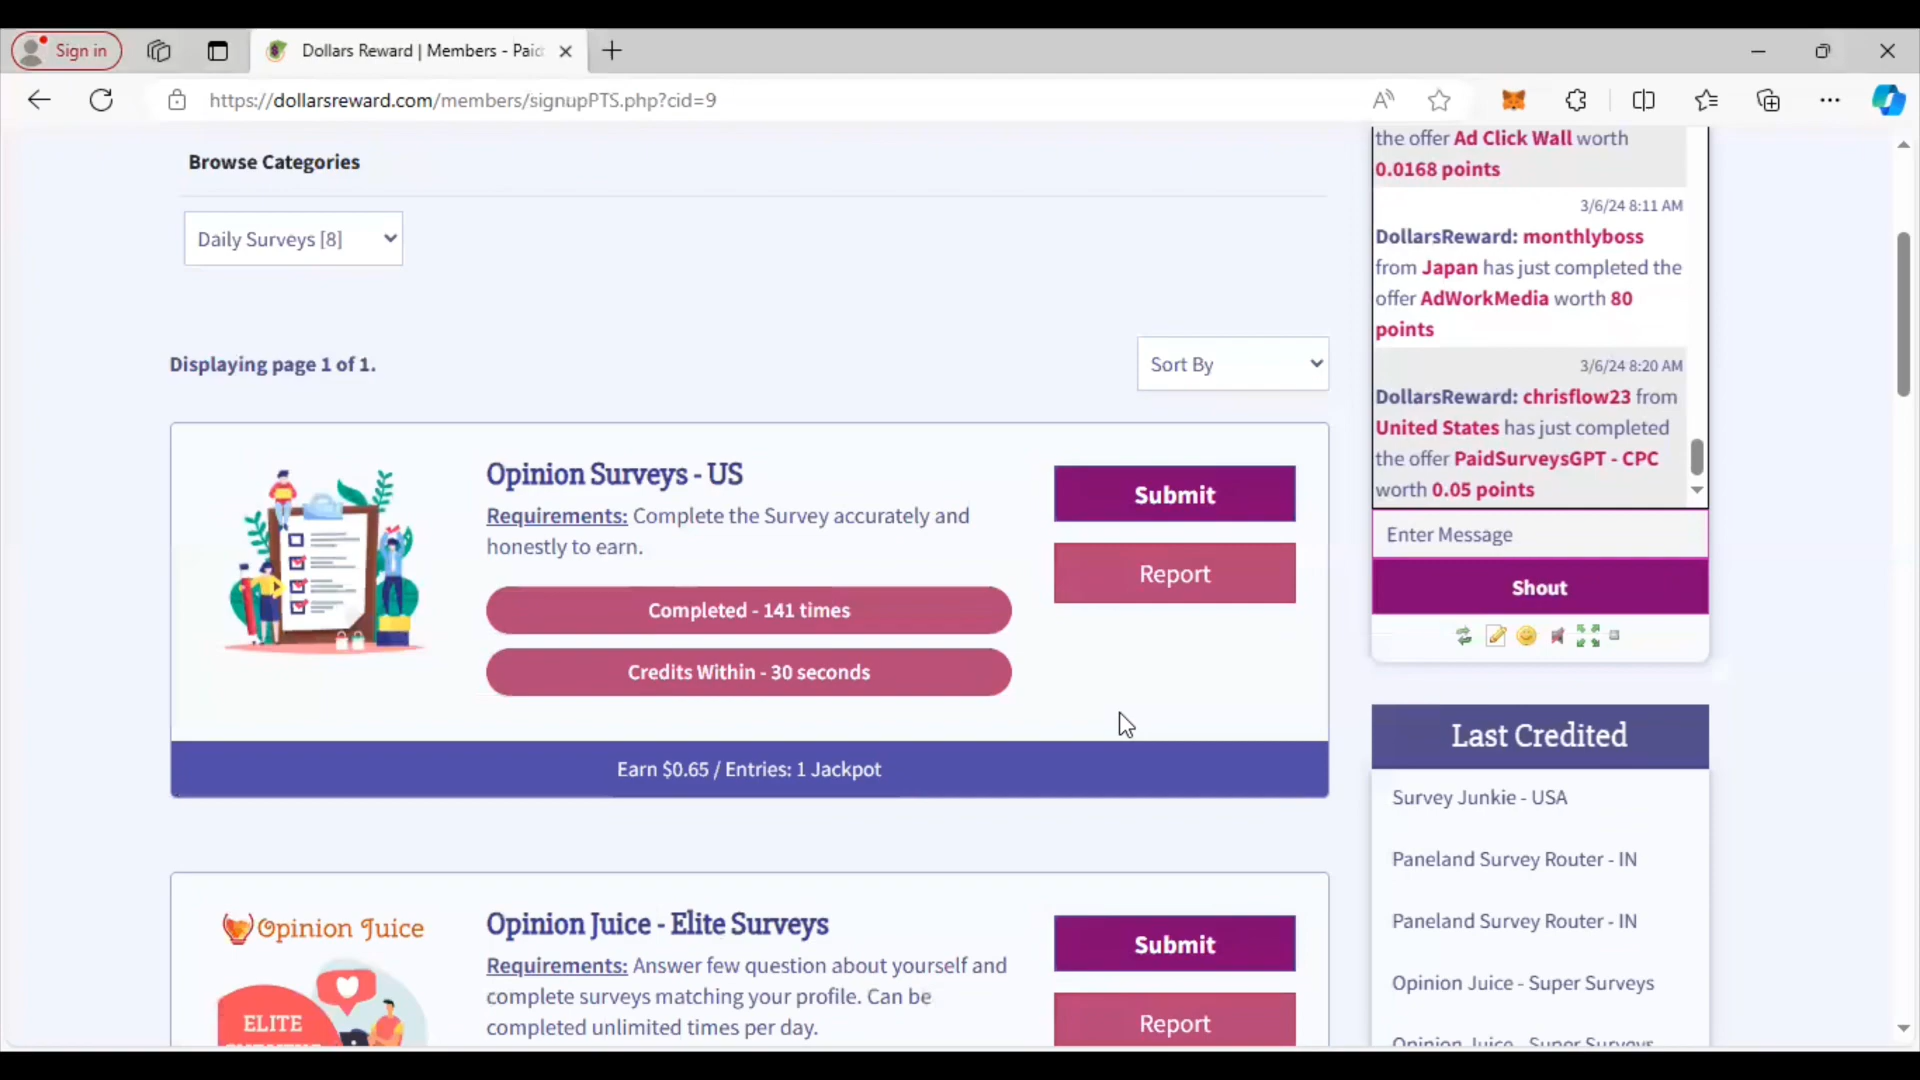 Sign in
Dollars Reward | Members - Paid
https://dollarsreward.com/members/signupPTS.php?cid=9
Browse Categories
Daily Surveys [8]
Displaying page 1 of 1.
Sort By
Opinion Surveys - US
Requirements: Complete the Survey accurately and
honestly to earn.
Completed - 141 times
Credits Within - 30 seconds
Submit
Report
Earn $0.65 / Entries: 1 Jackpot
Opinion Juice
ELITE
Opinion Juice - Elite Surveys
Requirements: Answer few question about yourself and
complete surveys matching your profile. Can be
completed unlimited times per day.
Submit
Report
the offer Ad Click Wall worth
0.0168 points
3/6/24 8:11 AM
DollarsReward: monthlyboss
from Japan has just completed the
offer AdWorkMedia worth 80
points
3/6/24 8:20 AM
DollarsReward: chrisflow23 from
United States has just completed
the offer PaidSurveysGPT - CPC
worth 0.05 points
Enter Message
Shout
Last Credited
Survey Junkie - USA
Paneland Survey Router - IN
Paneland Survey Router - IN
Opinion Juice - Super Surveys
Opinion Juice - Super Surveys